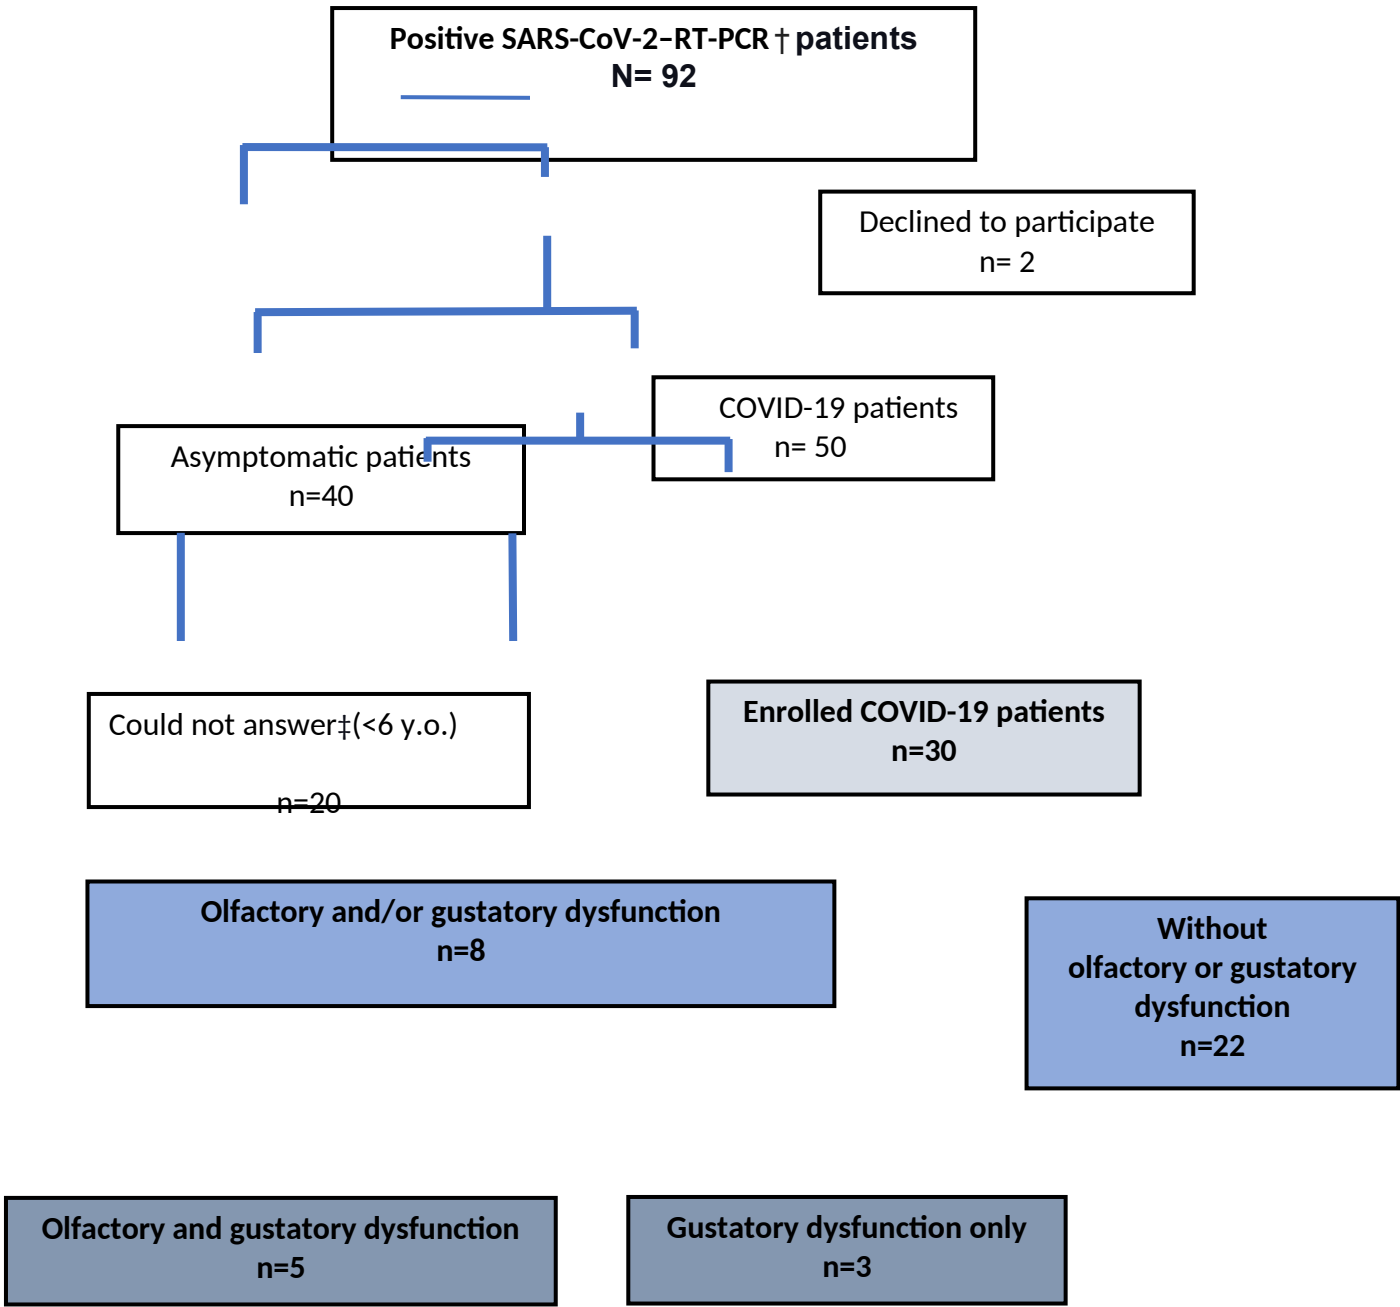 Positive SARS-CoV-2–RT-PCR† patients
N= 92
Declined to participate
n= 2
COVID-19 patients
n= 50
Asymptomatic patients
n=40
Could not answer‡(<6 y.o.)
n=20
Enrolled COVID-19 patients
n=30
Olfactory and/or gustatory dysfunction
n=8
Without
olfactory or gustatory
dysfunction
n=22
Olfactory and gustatory dysfunction
n=5
Gustatory dysfunction only
n=3